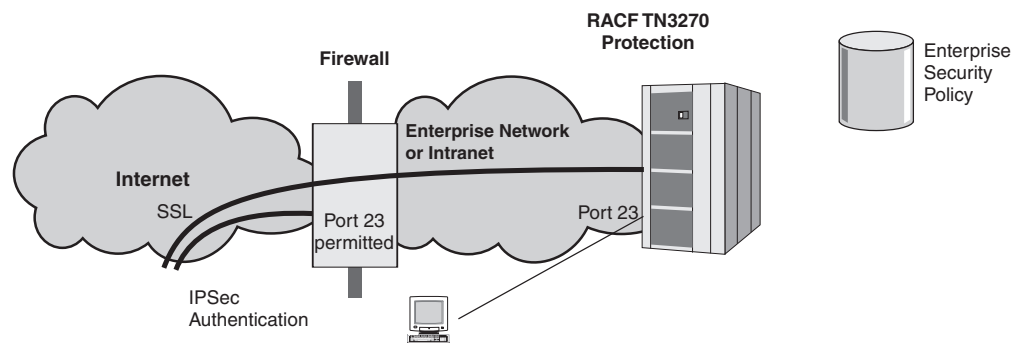 RACF TN3270
Protection
Firewall
Enterprise
Security
Policy
Enterprise Network
or Intranet
Internet
SSL
Port 23
permitted
Port 23
IPSec
Authentication